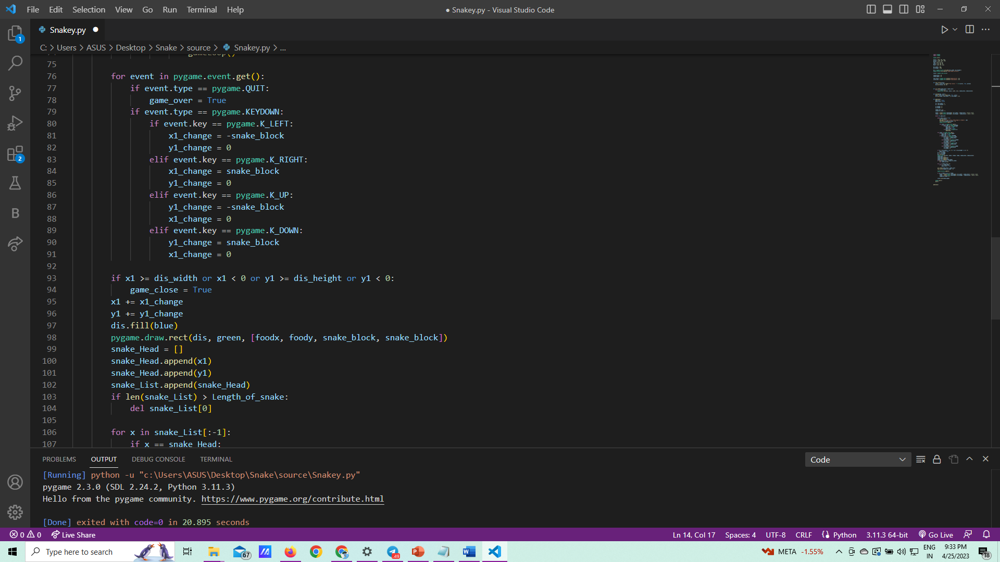 File Edit Selection View Go Run Terminal Help
● Snakey.py - Visual Studio Code
Snakey.py ●
C: > Users > ASUS > Desktop > Snake > source > Snakey.py > ...
75
76 for event in pygame.event.get():
77 if event.type == pygame.QUIT:
78 game_over = True
79 if event.type == pygame.KEYDOWN:
80 if event.key == pygame.K_LEFT:
81 x1_change = -snake_block
82 y1_change = 0
83 elif event.key == pygame.K_RIGHT:
84 x1_change = snake_block
85 y1_change = 0
86 elif event.key == pygame.K_UP:
87 y1_change = -snake_block
88 x1_change = 0
89 elif event.key == pygame.K_DOWN:
90 y1_change = snake_block
91 x1_change = 0
92
93 if x1 >= dis_width or x1 < 0 or y1 >= dis_height or y1 < 0:
94 game_close = True
95 x1 += x1_change
96 y1 += y1_change
97 dis.fill(blue)
98 pygame.draw.rect(dis, green, [foodx, foody, snake_block, snake_block])
99 snake_Head = []
100 snake_Head.append(x1)
101 snake_Head.append(y1)
102 snake_List.append(snake_Head)
103 if len(snake_List) > Length_of_snake:
104 del snake_List[0]
105
106 for x in snake_List[:-1]:
107 if x == snake_Head:
PROBLEMS OUTPUT DEBUG CONSOLE TERMINAL
Code
[Running] python -u "c:\Users\ASUS\Desktop\Snake\source\Snakey.py"
pygame 2.3.0 (SDL 2.24.2, Python 3.11.3)
Hello from the pygame community. https://www.pygame.org/contribute.html
[Done] exited with code=0 in 20.895 seconds
0 0 Live Share
Ln 14, Col 17 Spaces: 4 UTF-8 CRLF Python 3.11.3 64-bit Go Live
Type here to search
67
49
META -1.55%
ENG
IN
9:33 PM
4/25/2023
18
1
2
B